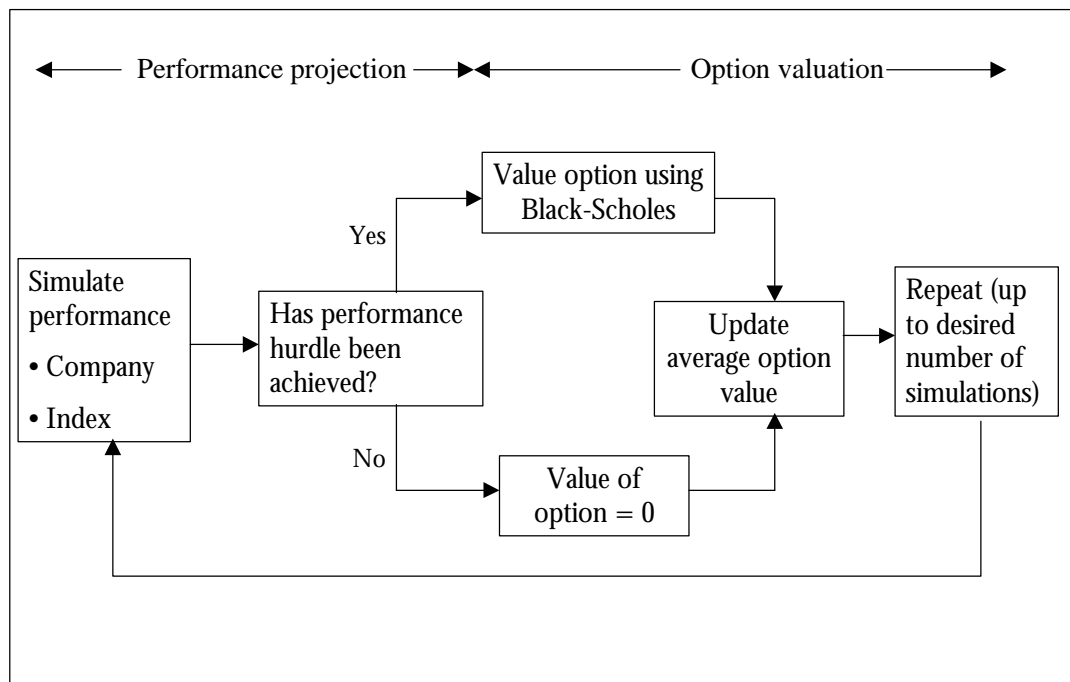 Performance projection
Option valuation
Value option using
Black-Scholes
Yes
Simulate
performance
• Company
• Index
Has performance
hurdle been
achieved?
Update
average option
value
Repeat (up
to desired
number of
simulations)
No
Value of
option = 0